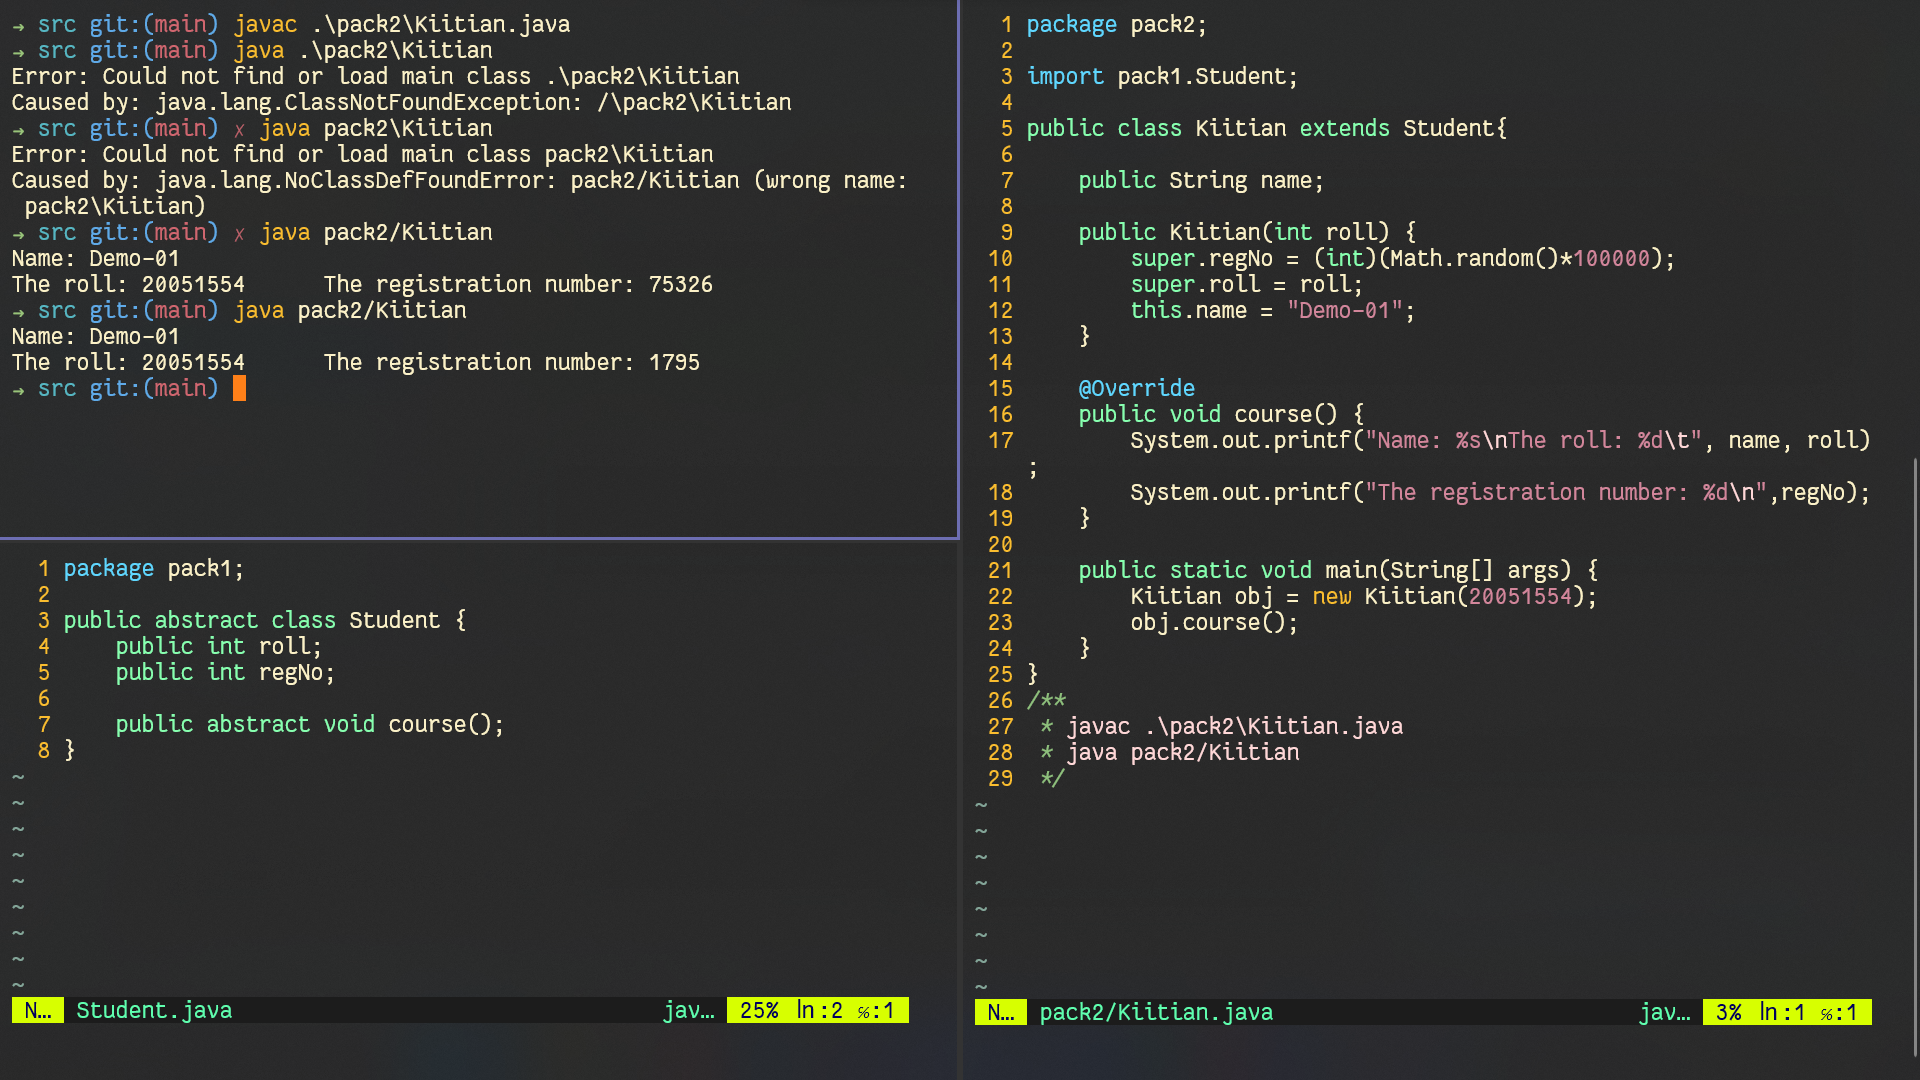 → src git:(main) javac .\pack2\Kiitian.java
→ src git:(main) java .\pack2\Kiitian
Error: Could not find or load main class .\pack2\Kiitian
Caused by: java.lang.ClassNotFoundException: /\pack2\Kiitian
→ src git:(main) ✗ java pack2\Kiitian
Error: Could not find or load main class pack2\Kiitian
Caused by: java.lang.NoClassDefFoundError: pack2/Kiitian (wrong name:
 pack2\Kiitian)
→ src git:(main) ✗ java pack2/Kiitian
Name: Demo-01
The roll: 20051554      The registration number: 75326
→ src git:(main) java pack2/Kiitian
Name: Demo-01
The roll: 20051554      The registration number: 1795
→ src git:(main)
1 package pack1;
2
3 public abstract class Student {
4     public int roll;
5     public int regNo;
6
7     public abstract void course();
8 }
~
~
~
~
~
~
~
~
~
N… Student.java jav… 25% ln:2 ℅:1
1 package pack2;
2
3 import pack1.Student;
4
5 public class Kiitian extends Student{
6
7     public String name;
8
9     public Kiitian(int roll) {
10         super.regNo = (int)(Math.random()*100000);
11         super.roll = roll;
12         this.name = "Demo-01";
13     }
14
15     @Override
16     public void course() {
17         System.out.printf("Name: %s\nThe roll: %d\t", name, roll)
;
18         System.out.printf("The registration number: %d\n",regNo);
19     }
20
21     public static void main(String[] args) {
22         Kiitian obj = new Kiitian(20051554);
23         obj.course();
24     }
25 }
26 /**
27  * javac .\pack2\Kiitian.java
28  * java pack2/Kiitian
29  */
~
~
~
~
~
~
~
~
N… pack2/Kiitian.java jav… 3% ln:1 ℅:1